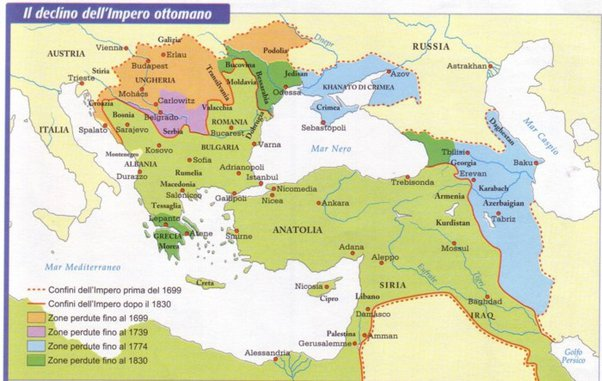 Il declino dell'Impero ottomano
AUSTRIA
Vienna
Galizia
Podolia
Dnepr
RUSSIA
Erlau
Budapest
Bucovina
Stiria
Trieste
UNGHERIA
Transilvania
Moldavia
Bessarabia
Jedisan
Odessa
KHANATO DI CRIMEA
Azov
Astrakhan
Mohács
Croazia
Carlowitz
Valacchia
Crimea
Sebastopoli
Daghestan
Bosnia
Belgrado
ROMANIA
Bucarest
Dobrugia
ITALIA
Spalato
Sarajevo
Serbia
Mar Nero
Mar Caspio
Montenegro
Kosovo
BULGARIA
Varna
Tbilisi
Georgia
Baku
ALBANIA
Sofia
Durazzo
Rumelia
Adrianopoli
Istanbul
Trebisonda
Erevan
Karabach
Macedonia
Salonicco
Nicomedia
Armenia
Azerbaigian
Tessaglia
Gallipoli
Nicea
Ankara
Tabriz
Lepanto
Atene
Smirne
ANATOLIA
Kurdistan
GRECIA
Morea
Adana
Mossul
Mar Mediterraneo
Aleppo
Creta
Nicosia
Cipro
SIRIA
Eufrate
Tigri
Libano
Damasco
Baghdad
IRAQ
Palestina
Amman
Gerusalemme
Alessandria
Golfo
Persico
Confini dell'Impero prima del 1699
Confini dell'Impero dopo il 1830
Zone perdute fino al 1699
Zone perdute fino al 1739
Zone perdute fino al 1774
Zone perdute fino al 1830